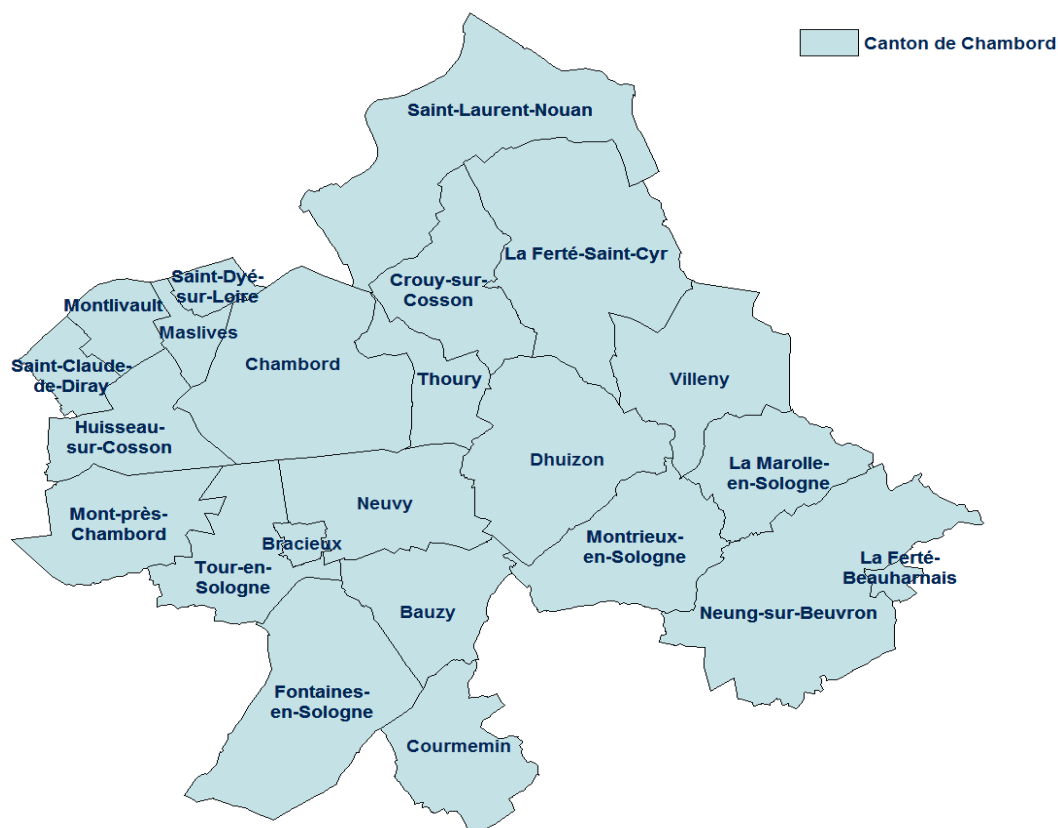 Canton de Chambord
Saint-Laurent-Nouan
La Ferté-Saint-Cyr
Saint-Dyé-
sur-Loire
Crouy-sur-
Cosson
Montlivault
Maslives
Saint-Claude-
de-Diray
Chambord
Thoury
Villeny
Huisseau-
sur-Cosson
Dhuizon
La Marolle-
en-Sologne
Neuvy
Mont-près-
Chambord
Bracieux
Montrieux-
en-Sologne
La Ferté-
Beauharnais
Tour-en-
Sologne
Bauzy
Neung-sur-Beuvron
Fontaines-
en-Sologne
Courmemin